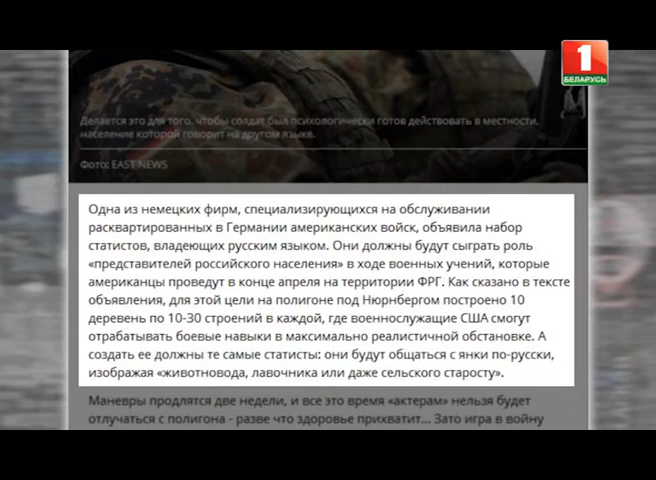 1
БЕЛАРУСЬ
Делается это для того, чтобы солдат был психологически готов действовать в местности,
население которой говорит на другом языке.
Фото: EAST NEWS
Одна из немецких фирм, специализирующихся на обслуживании
расквартированных в Германии американских войск, объявила набор
статистов, владеющих русским языком. Они должны будут сыграть роль
«представителей российского населения» в ходе военных учений, которые
американцы проведут в конце апреля на территории ФРГ. Как сказано в тексте
объявления, для этой цели на полигоне под Нюрнбергом построено 10
деревень по 10-30 строений в каждой, где военнослужащие США смогут
отрабатывать боевые навыки в максимально реалистичной обстановке. А
создать ее должны те самые статисты: они будут общаться с янки по-русски,
изображая «животновода, лавочника или даже сельского старосту».
Маневры продлятся две недели, и все это время «актерам» нельзя будет
отлучаться с полигона - разве что здоровье прихватит... Зато игра в войну